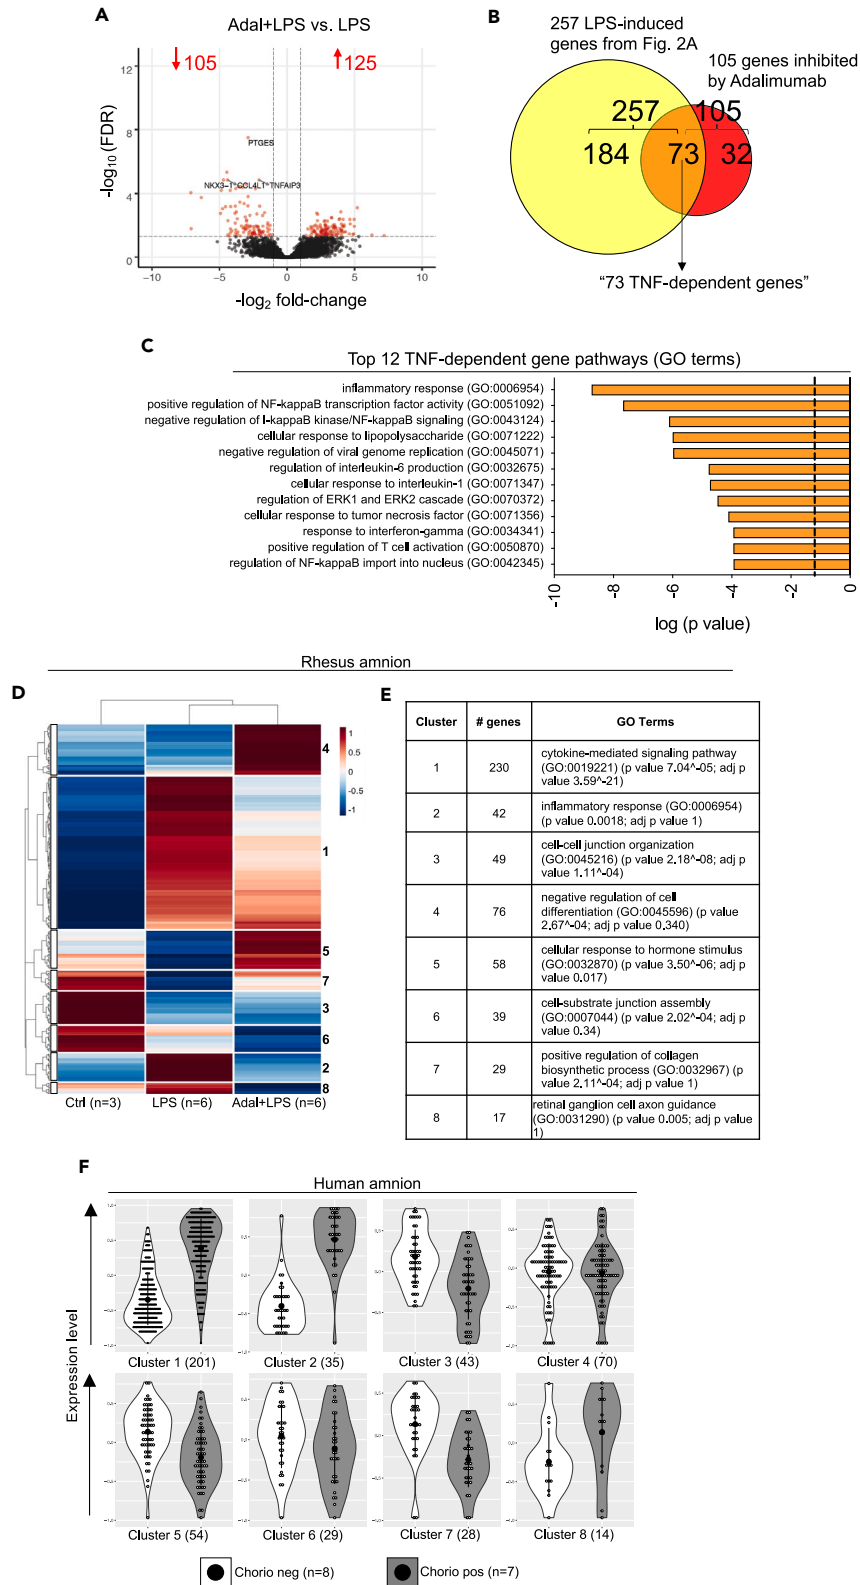 A
Adal+LPS vs. LPS
105
125
12
8
4
0
-log10 (FDR)
PTGES
CCL4L1
TNFAIP3
-10
-5
0
5
10
-log2 fold-change
B
257 LPS-induced
genes from Fig. 2A
105 genes inhibited
by Adalimumab
257
105
184
73
32
“73 TNF-dependent genes”
C
Top 12 TNF-dependent gene pathways (GO terms)
inflammatory response (GO:0006954)
positive regulation of NF-kappaB transcription factor activity (GO:0051092)
negative regulation of I-kappaB kinase/NF-kappaB signaling (GO:0043124)
cellular response to lipopolysaccharide (GO:0071222)
negative regulation of viral genome replication (GO:0045071)
regulation of interleukin-6 production (GO:0032675)
cellular response to interleukin-1 (GO:0071347)
regulation of ERK1 and ERK2 cascade (GO:0070372)
cellular response to tumor necrosis factor (GO:0071356)
response to interferon-gamma (GO:0034341)
positive regulation of T cell activation (GO:0050870)
regulation of NF-kappaB import into nucleus (GO:0042345)
-10
-8
-6
-4
-2
0
log (p value)
Rhesus amnion
D
1
0.5
0
-0.5
-1
4
1
5
7
3
6
2
8
Ctrl (n=3)
LPS (n=6)
Adal+LPS (n=6)
E
Cluster # genes GO Terms
1 230 cytokine-mediated signaling pathway
(GO:0019221) (p value 7.04^-05; adj p
value 3.59^-21)
2 42 inflammatory response (GO:0006954)
(p value 0.0018; adj p value 1)
3 49 cell-cell junction organization
(GO:0045216) (p value 2.18^-08; adj p
value 1.11^-04)
4 76 negative regulation of cell
differentiation (GO:0045596) (p value
2.67^-04; adj p value 0.340)
5 58 cellular response to hormone stimulus
(GO:0032870) (p value 3.50^-06; adj p
value 0.017)
6 39 cell-substrate junction assembly
(GO:0007044) (p value 2.02^-04; adj p
value 0.34)
7 29 positive regulation of collagen
biosynthetic process (GO:0032967) (p
value 2.11^-04; adj p value 1)
8 17 retinal ganglion cell axon guidance
(GO:0031290) (p value 0.005; adj p value
1)
F
Human amnion
Expression level
1.0
0.5
0.0
-0.5
-1.0
Cluster 1 (201)
Cluster 2 (35)
Cluster 3 (43)
Cluster 4 (70)
Expression level
Cluster 5 (54)
Cluster 6 (29)
Cluster 7 (28)
Cluster 8 (14)
Chorio neg (n=8)
Chorio pos (n=7)